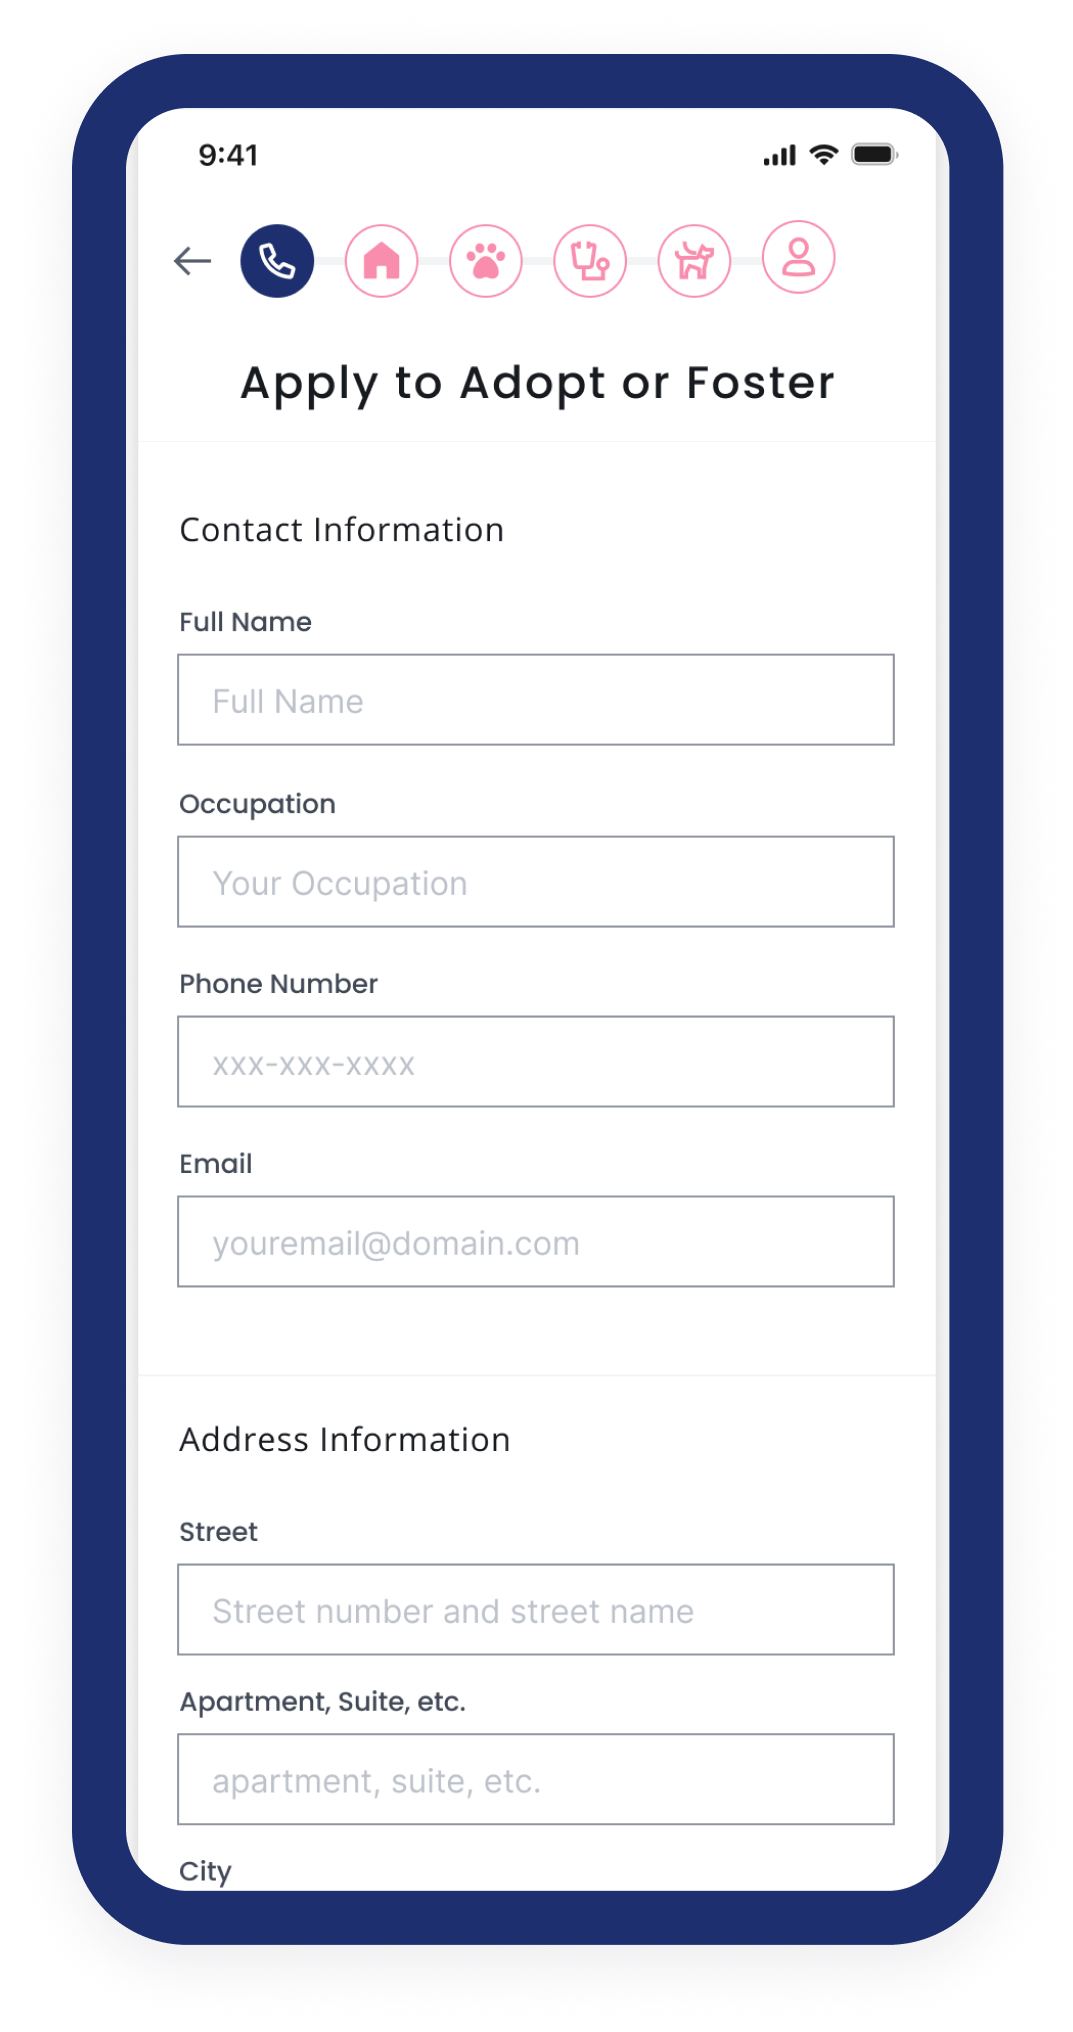 9:41
Apply to Adopt or Foster
Contact Information
Full Name
Full Name
Occupation
Your Occupation
Phone Number
xxx-xxx-xxxx
Email
youremail@domain.com
Address Information
Street
Street number and street name
Apartment, Suite, etc.
apartment, suite, etc.
City